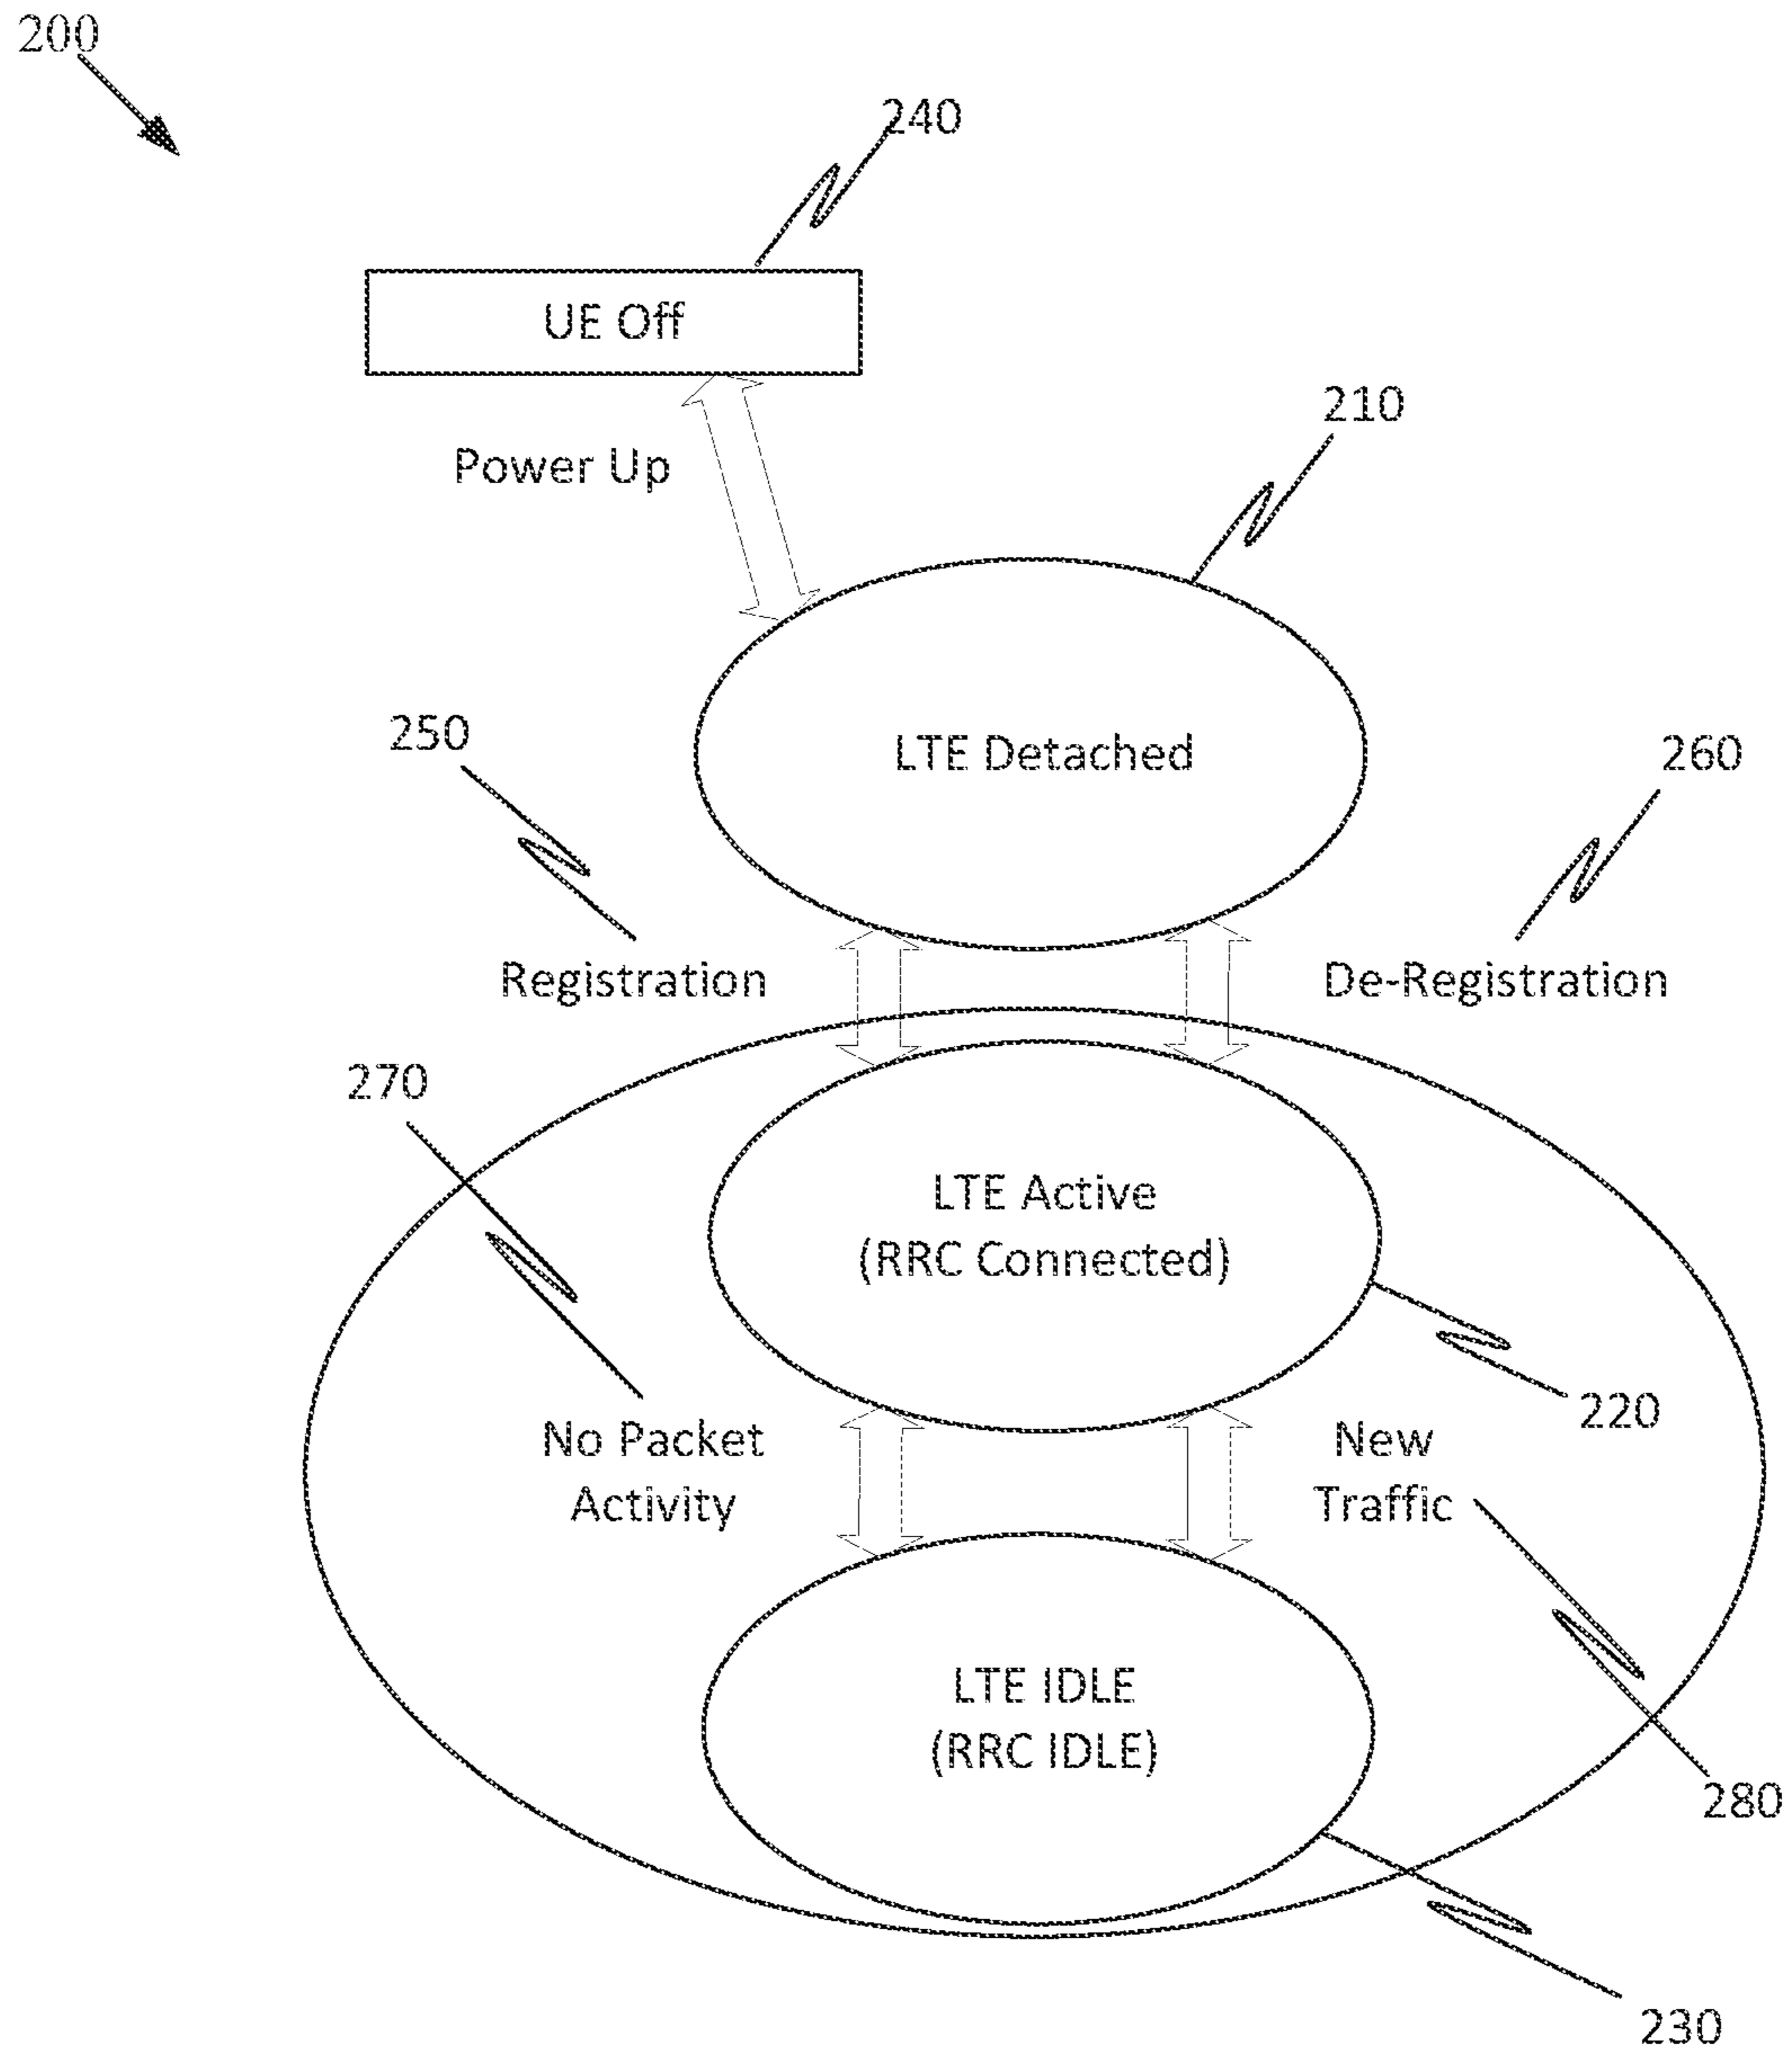 200
240
UE Off
210
Power Up
250
LTE Detached
260
Registration
De-Registration
270
LTE Active
(RRC Connected)
220
No Packet
Activity
New
Traffic
LTE IDLE
(RRC IDLE)
280
230